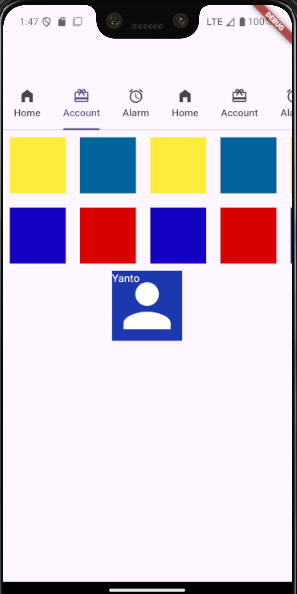 1:47 LTE 100%
DEBUG
Home Account Alarm Home Account
Yanto